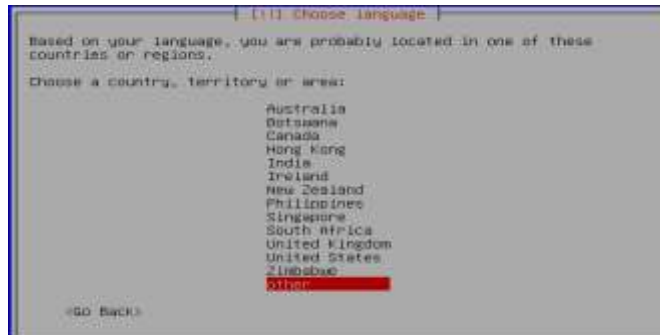 [!!] Choose language
Based on your language, you are probably located in one of these
countries or regions.
Choose a country, territory or area:
Australia
Botswana
Canada
Hong Kong
India
Ireland
New Zealand
Philippines
Singapore
South Africa
United Kingdom
United States
Zimbabwe
other
<Go Back>